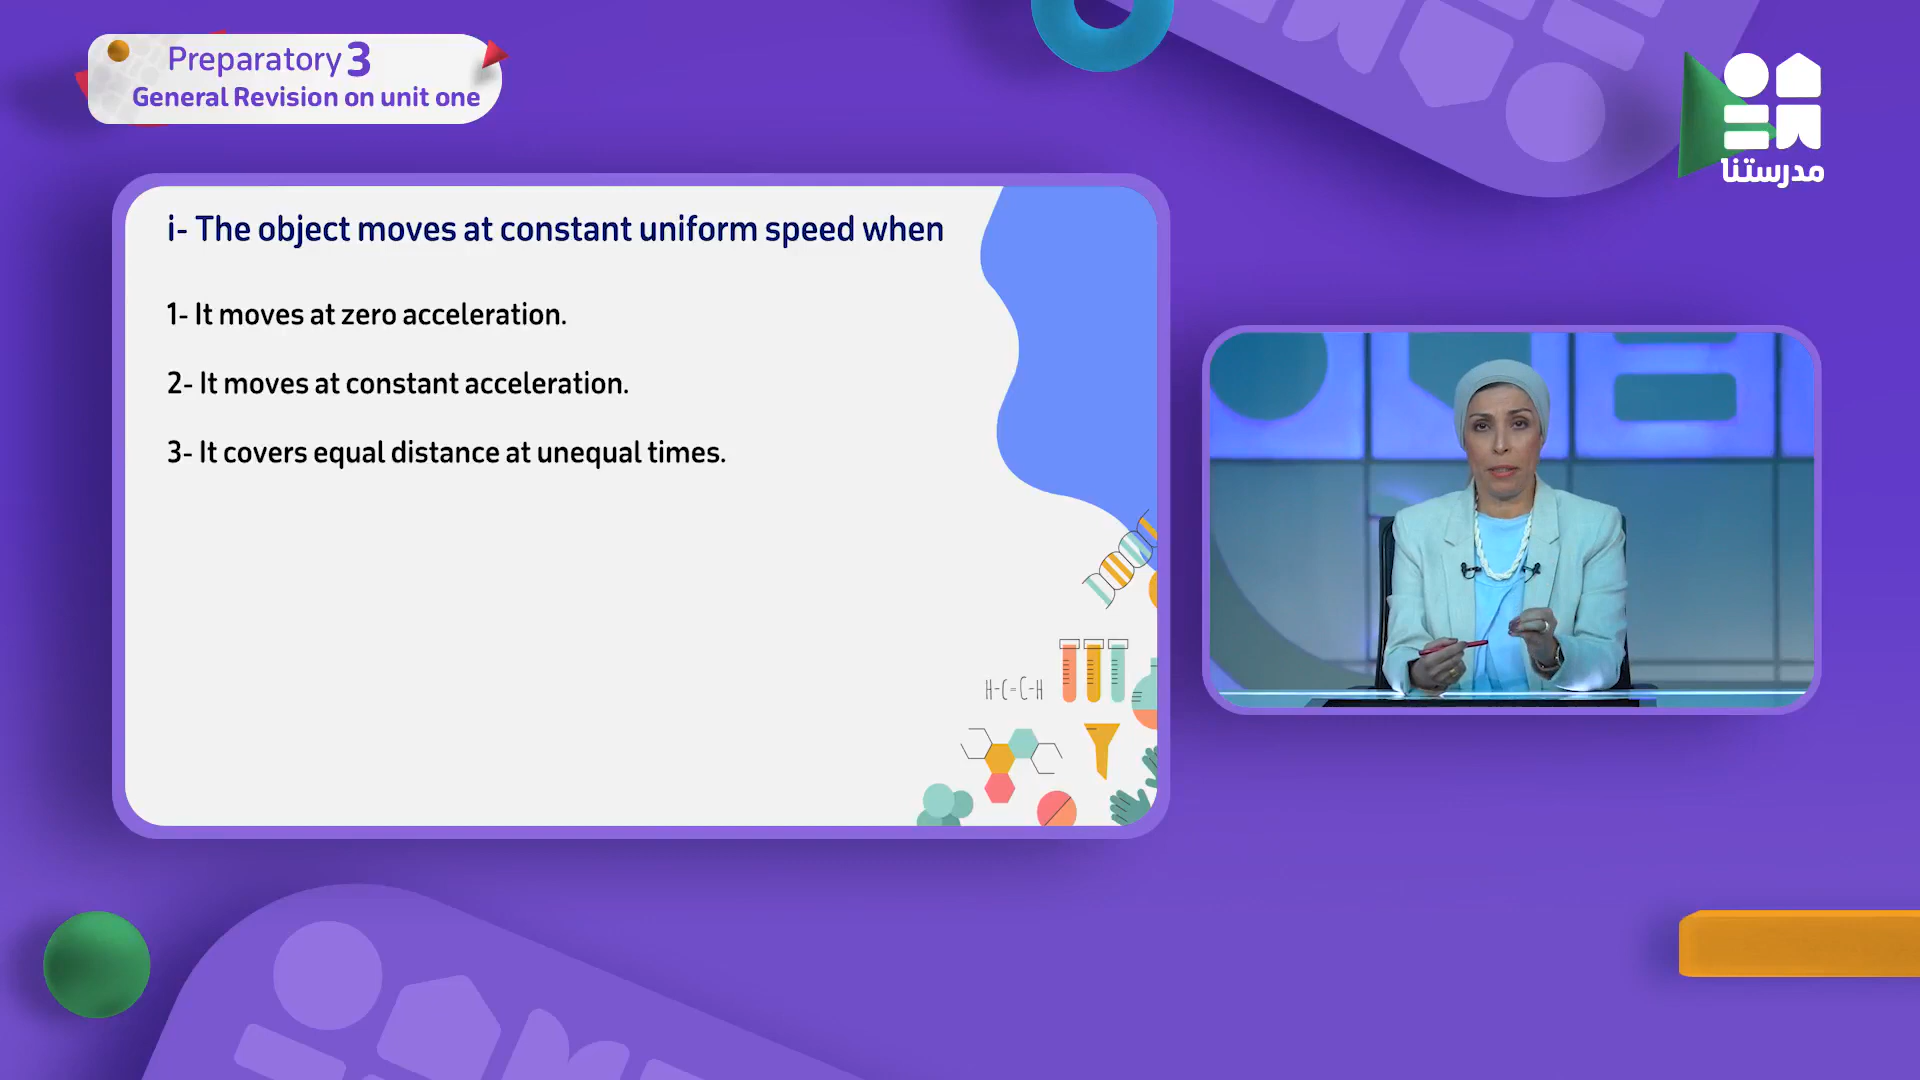 Preparatory 3
General Revision on unit one
مدرستنا
i- The object moves at constant uniform speed when
1- It moves at zero acceleration.
2- It moves at constant acceleration.
3- It covers equal distance at unequal times.
H-C=C-H